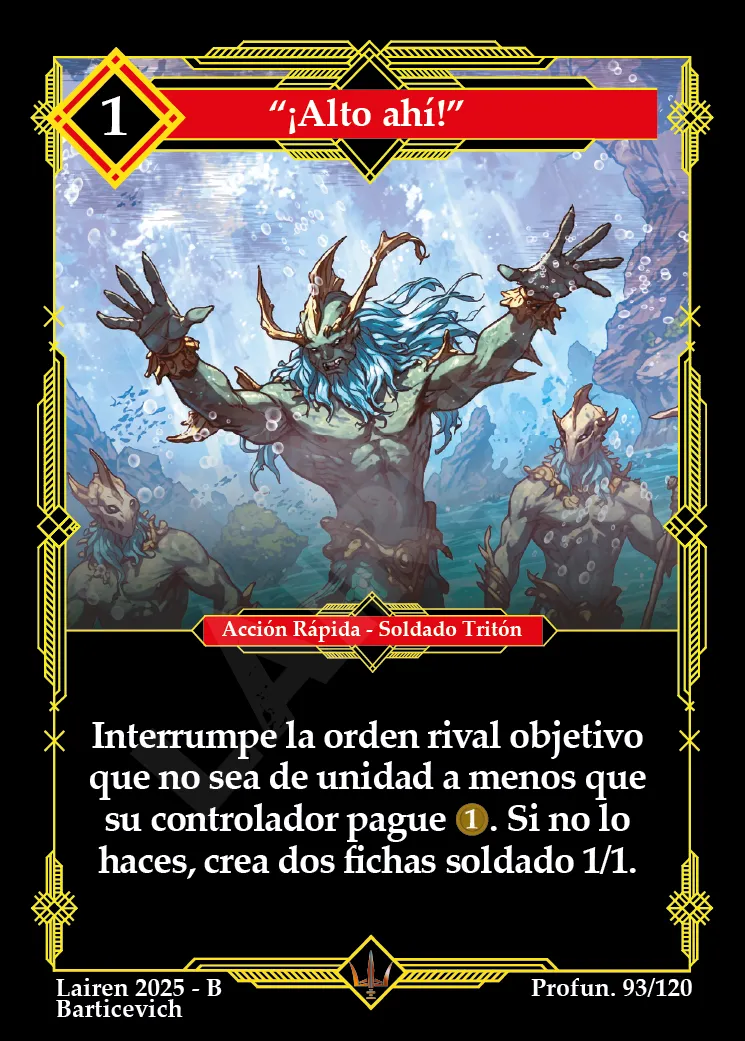 1
“¡Alto ahí!”
Acción Rápida - Soldado Tritón
Interrumpe la orden rival objetivo
que no sea de unidad a menos que
su controlador pague 1. Si no lo
haces, crea dos fichas soldado 1/1.
Lairen 2025 - B
Barticevich
Profun. 93/120